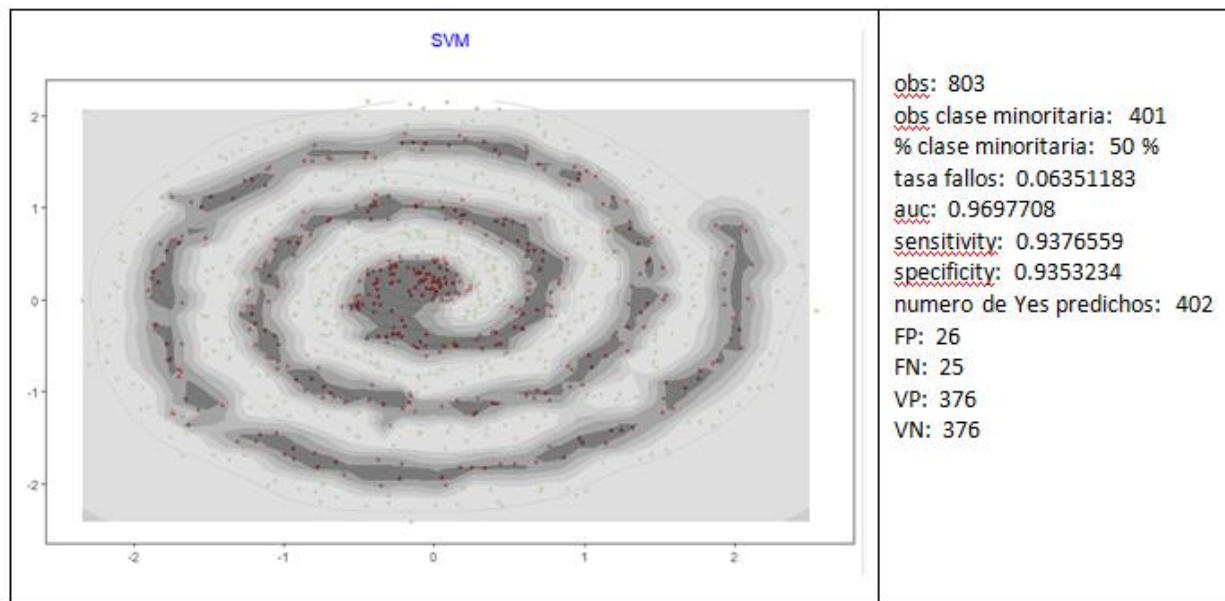 SVM
2
1
0
-1
-2
-2
-1
0
1
2
obs: 803
obs clase minoritaria: 401
% clase minoritaria: 50 %
tasa fallos: 0.06351183
auc: 0.9697708
sensitivity: 0.9376559
specificity: 0.9353234
numero de Yes predichos: 402
FP: 26
FN: 25
VP: 376
VN: 376